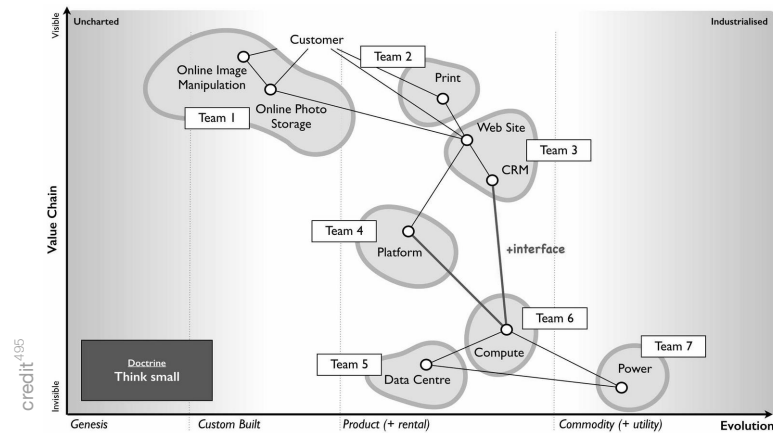 Visible
Uncharted
Industrialised
Customer
Team 2
Online Image
Manipulation
Print
Online Photo
Storage
Team 1
Web Site
Team 3
CRM
Value Chain
Team 4
Platform
+interface
Team 6
Compute
Team 7
Team 5
Data Centre
Power
Doctrine
Think small
credit495
Invisible
Genesis
Custom Built
Product (+ rental)
Commodity (+ utility)
Evolution